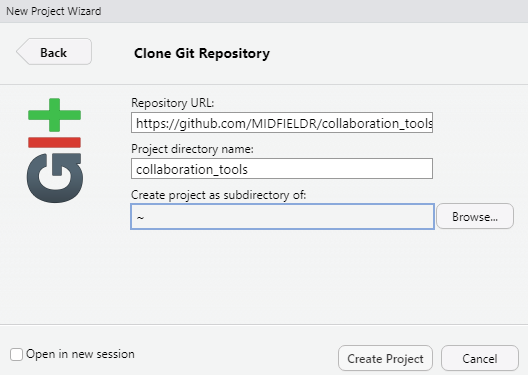 New Project Wizard
Back
Clone Git Repository
git
Repository URL:
https://github.com/MIDFIELDR/collaboration_tools
Project directory name:
collaboration_tools
Create project as subdirectory of:
~
Browse...
Open in new session
Create Project
Cancel